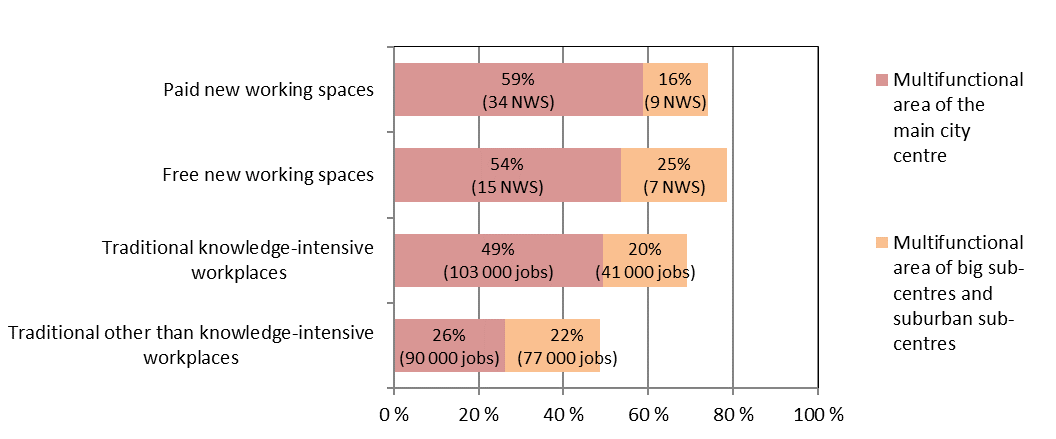 Paid new working spaces
59%
(34 NWS)
16%
(9 NWS)
Free new working spaces
54%
(15 NWS)
25%
(7 NWS)
Traditional knowledge-intensive
workplaces
49%
(103 000 jobs)
20%
(41 000 jobs)
Traditional other than knowledge-intensive
workplaces
26%
(90 000 jobs)
22%
(77 000 jobs)
0 %
20 %
40 %
60 %
80 %
100 %
Multifunctional
area of the
main city
centre
Multifunctional
area of big sub-
centres and
suburban sub-
centres